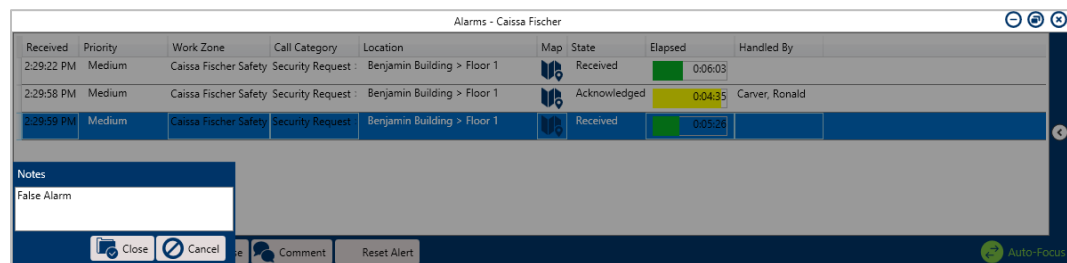 Alarms - Caissa Fischer
Received Priority Work Zone Call Category Location Map State Elapsed Handled By
2:29:22 PM Medium Caissa Fischer Safety Security Request : Benjamin Building > Floor 1 Received 0:06:03
2:29:58 PM Medium Caissa Fischer Safety Security Request : Benjamin Building > Floor 1 Acknowledged 0:04:35 Carver, Ronald
2:29:59 PM Medium Caissa Fischer Safety Security Request : Benjamin Building > Floor 1 Received 0:05:26
Notes
False Alarm
Close Cancel se Comment Reset Alert Auto-Focus